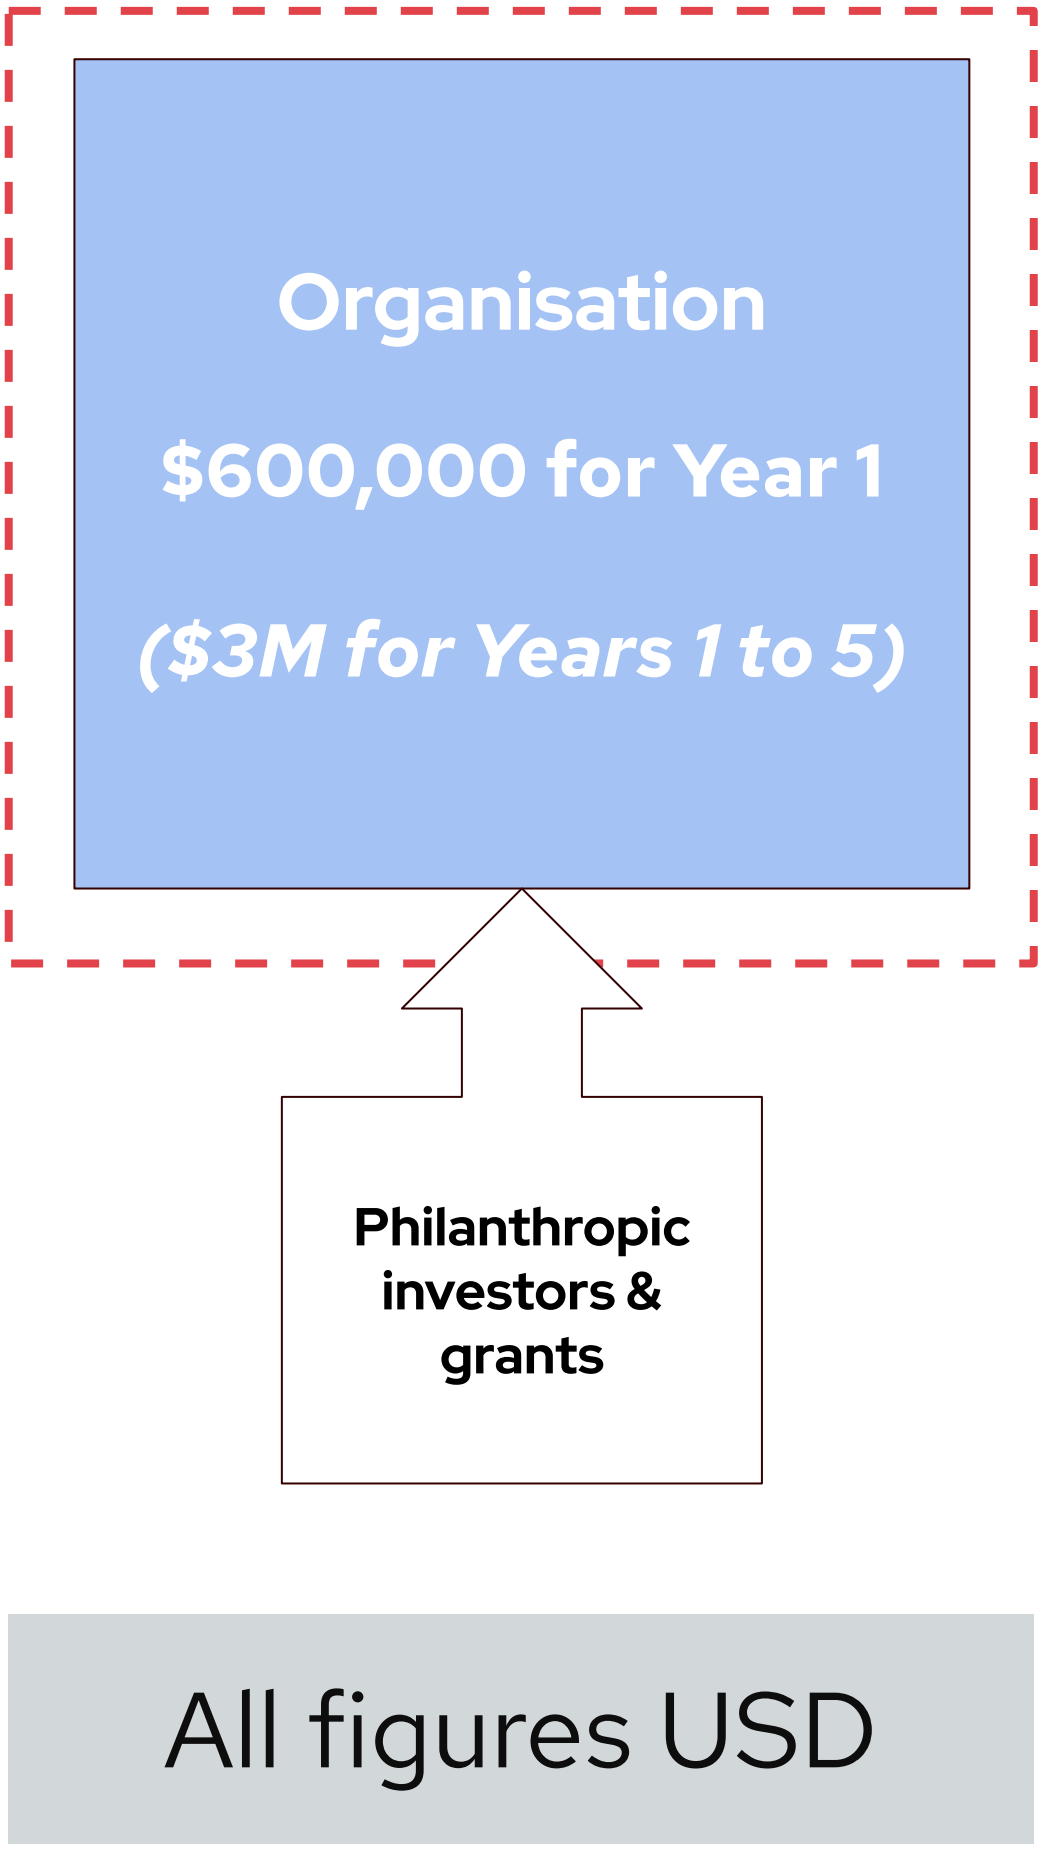 Organisation
$600,000 for Year 1
($3M for Years 1 to 5)
Philanthropic
investors &
grants
All figures USD